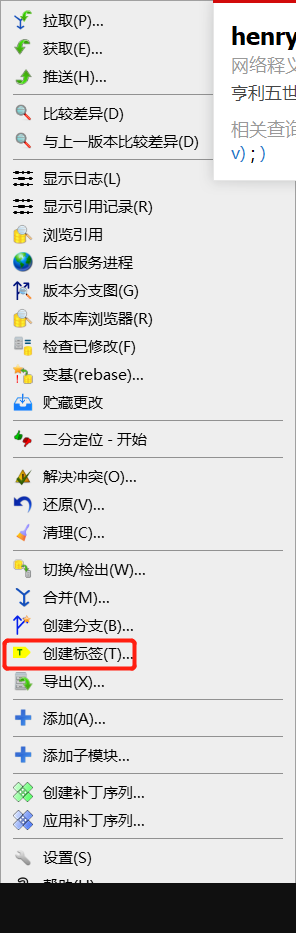 拉取(P)...
获取(E)...
推送(H)...
比较差异(D)
与上一版本比较差异(D)
显示日志(L)
显示引用记录(R)
浏览引用
后台服务进程
版本分支图(G)
版本库浏览器(R)
检查已修改(F)
变基(rebase)...
贮藏更改
二分定位 - 开始
解决冲突(O)...
还原(V)...
清理(C)...
切换/检出(W)...
合并(M)...
创建分支(B)...
T
创建标签(T)...
导出(X)...
添加(A)...
添加子模块...
创建补丁序列...
应用补丁序列...
设置(S)
henry
网络释义
亨利五世
相关查询
v) ; )